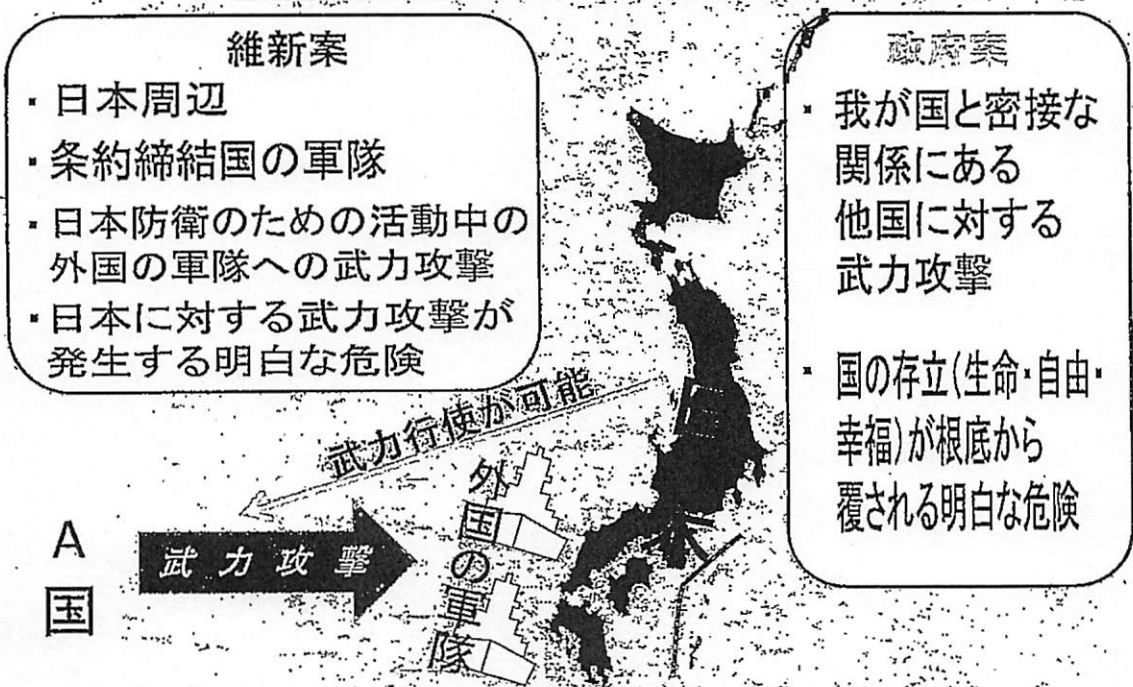 維新案
・日本周辺
・条約締結国の軍隊
・日本防衛のための活動中の
外国の軍隊への武力攻撃
・日本に対する武力攻撃が
発生する明白な危険
政府案
・我が国と密接な
関係にある
他国に対する
武力攻撃
・国の存立(生命・自由・
幸福)が根底から
覆される明白な危険
武力行使が可能
A国
武力攻撃
外国の軍隊
日本